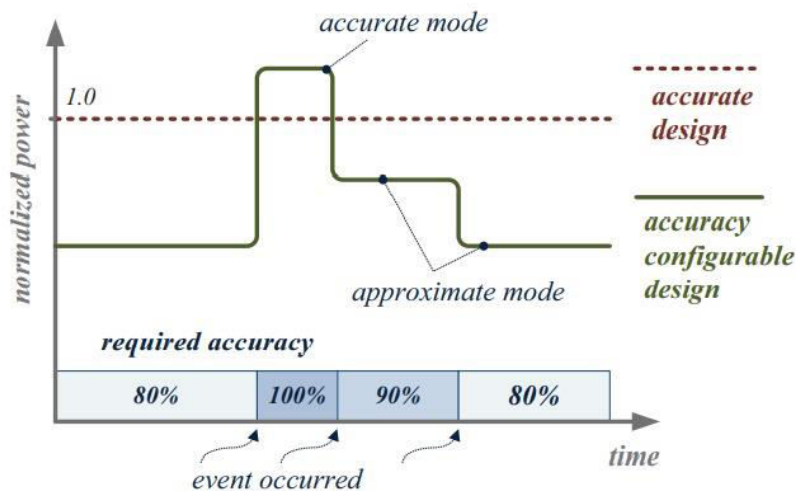 accurate mode
1.0
accurate
design
normalized power
accuracy
configurable
design
approximate mode
required accuracy
80%
100%
90%
80%
event occurred
time